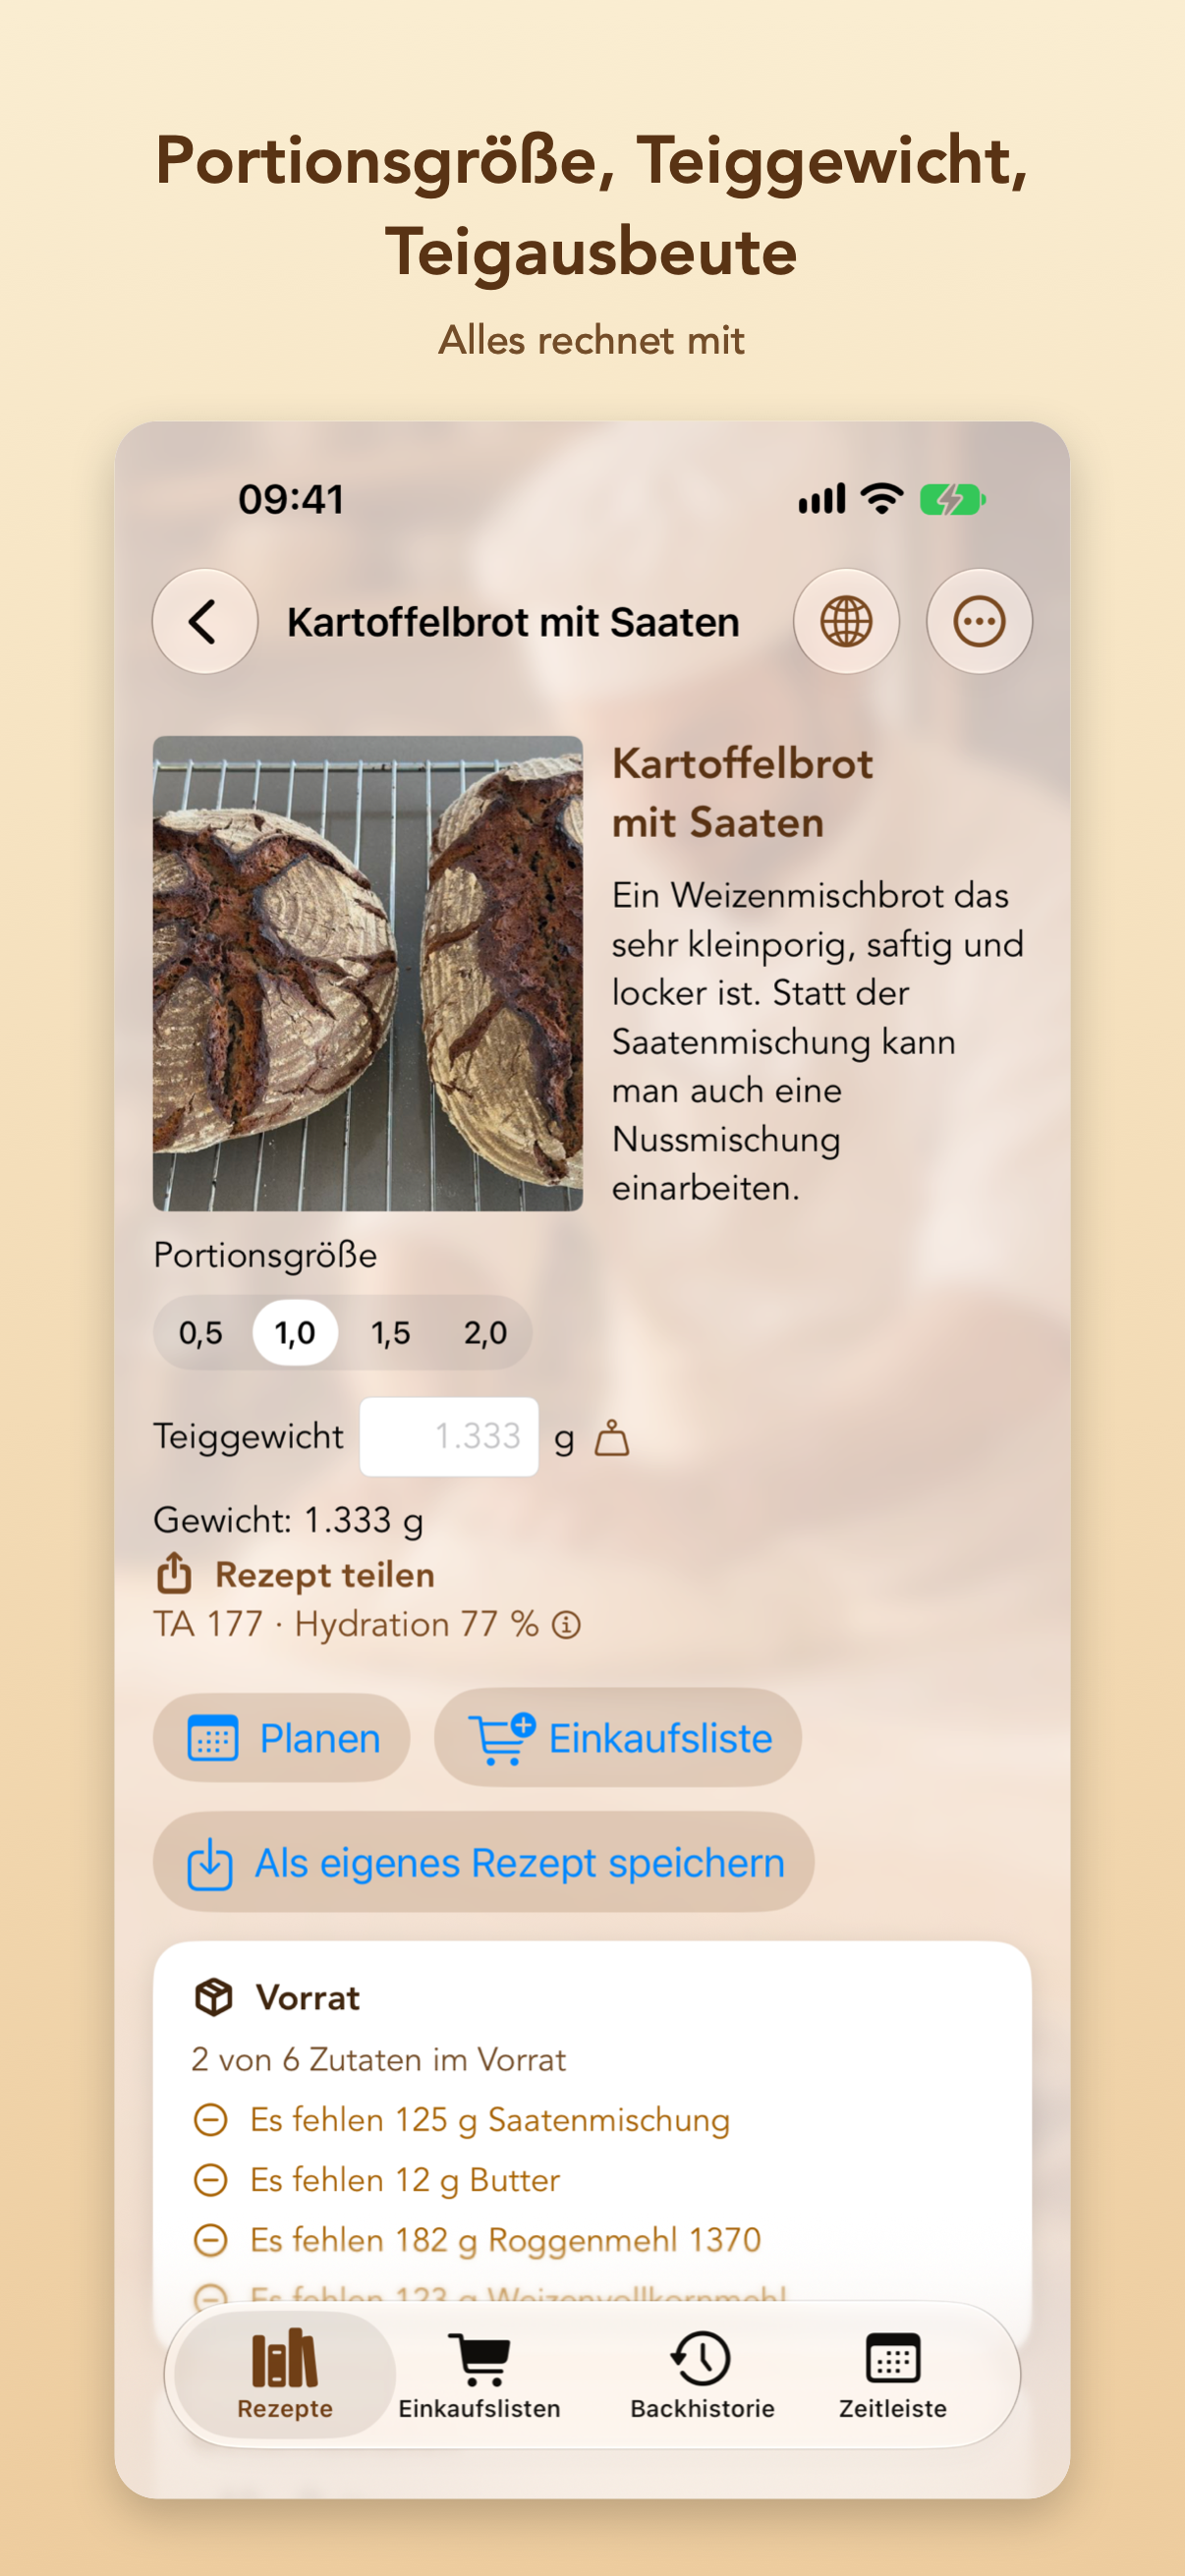 Portionsgröße, Teiggewicht,
Teigausbeute
Alles rechnet mit
09:41
Kartoffelbrot mit Saaten
Kartoffelbrot
mit Saaten
Ein Weizenmischbrot das
sehr kleinporig, saftig und
locker ist. Statt der
Saatenmischung kann
man auch eine
Nussmischung
einarbeiten.
Portionsgröße
0,5 1,0 1,5 2,0
Teiggewicht 1.333 g
Gewicht: 1.333 g
Rezept teilen
TA 177 · Hydration 77 %
Planen Einkaufsliste
Als eigenes Rezept speichern
Vorrat
2 von 6 Zutaten im Vorrat
Es fehlen 125 g Saatenmischung
Es fehlen 12 g Butter
Es fehlen 182 g Roggenmehl 1370
Es fehlen 123 g Weizenvollkornmehl
Rezepte Einkaufslisten Backhistorie Zeitleiste